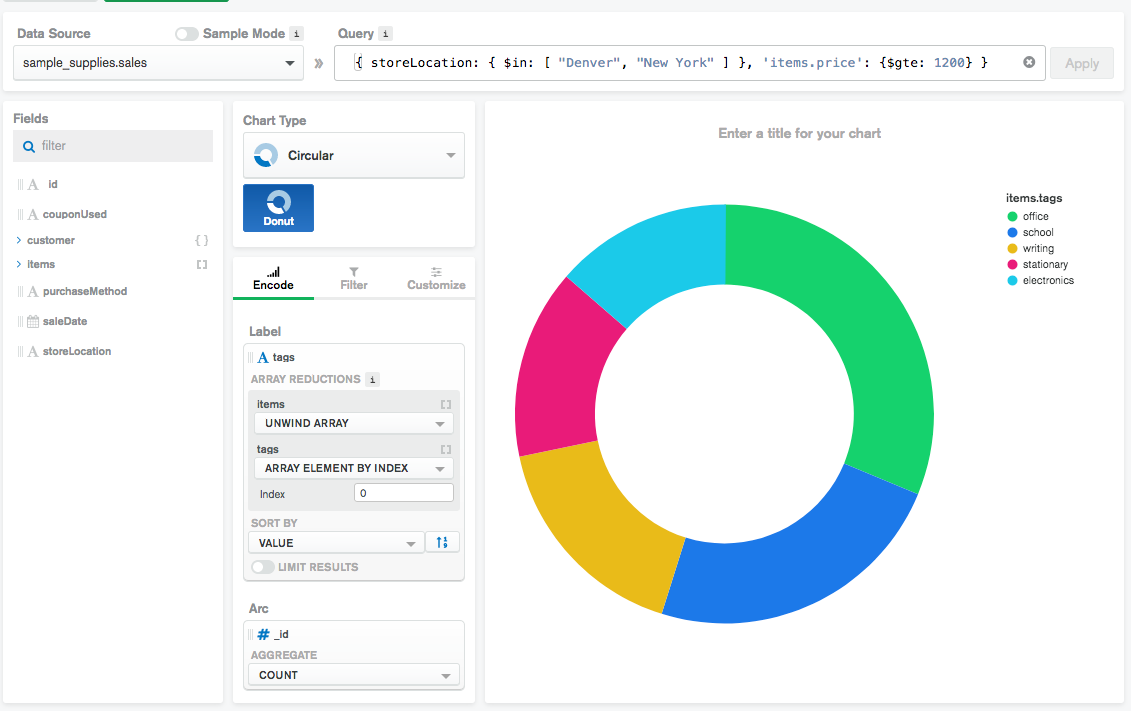 Data Source
Sample Mode i
Query i
sample_supplies.sales
»
{ storeLocation: { $in: [ "Denver", "New York" ] }, 'items.price': {$gte: 1200} }
Apply
Fields
filter
A _id
A couponUsed
> customer { }
> items [ ]
A purchaseMethod
saleDate
A storeLocation
Chart Type
Circular
Donut
Encode
Filter
Customize
Label
A tags
ARRAY REDUCTIONS i
items [ ]
UNWIND ARRAY
tags [ ]
ARRAY ELEMENT BY INDEX
Index 0
SORT BY
VALUE
LIMIT RESULTS
Arc
# _id
AGGREGATE
COUNT
Enter a title for your chart
items.tags
office
school
writing
stationary
electronics